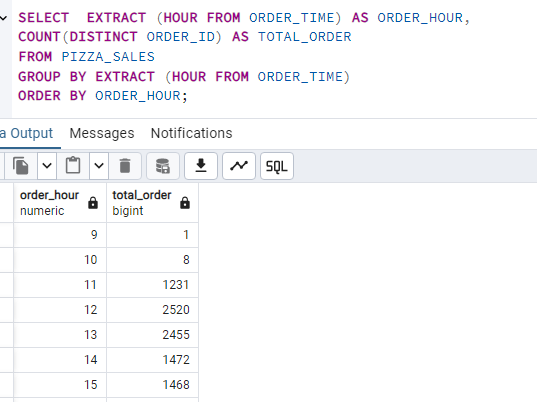 SELECT  EXTRACT (HOUR FROM ORDER_TIME) AS ORDER_HOUR,
COUNT(DISTINCT ORDER_ID) AS TOTAL_ORDER
FROM PIZZA_SALES
GROUP BY EXTRACT (HOUR FROM ORDER_TIME)
ORDER BY ORDER_HOUR;
a Output Messages Notifications
SQL
order_hour total_order
numeric bigint
9 1
10 8
11 1231
12 2520
13 2455
14 1472
15 1468